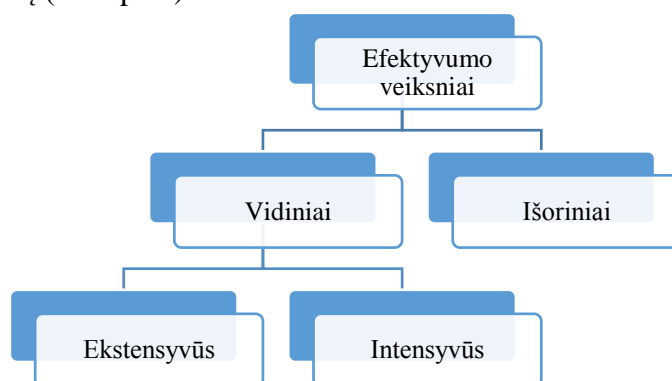 Efektyvumo
veiksniai
Vidiniai
Išoriniai
Ekstensyvūs
Intensyvūs